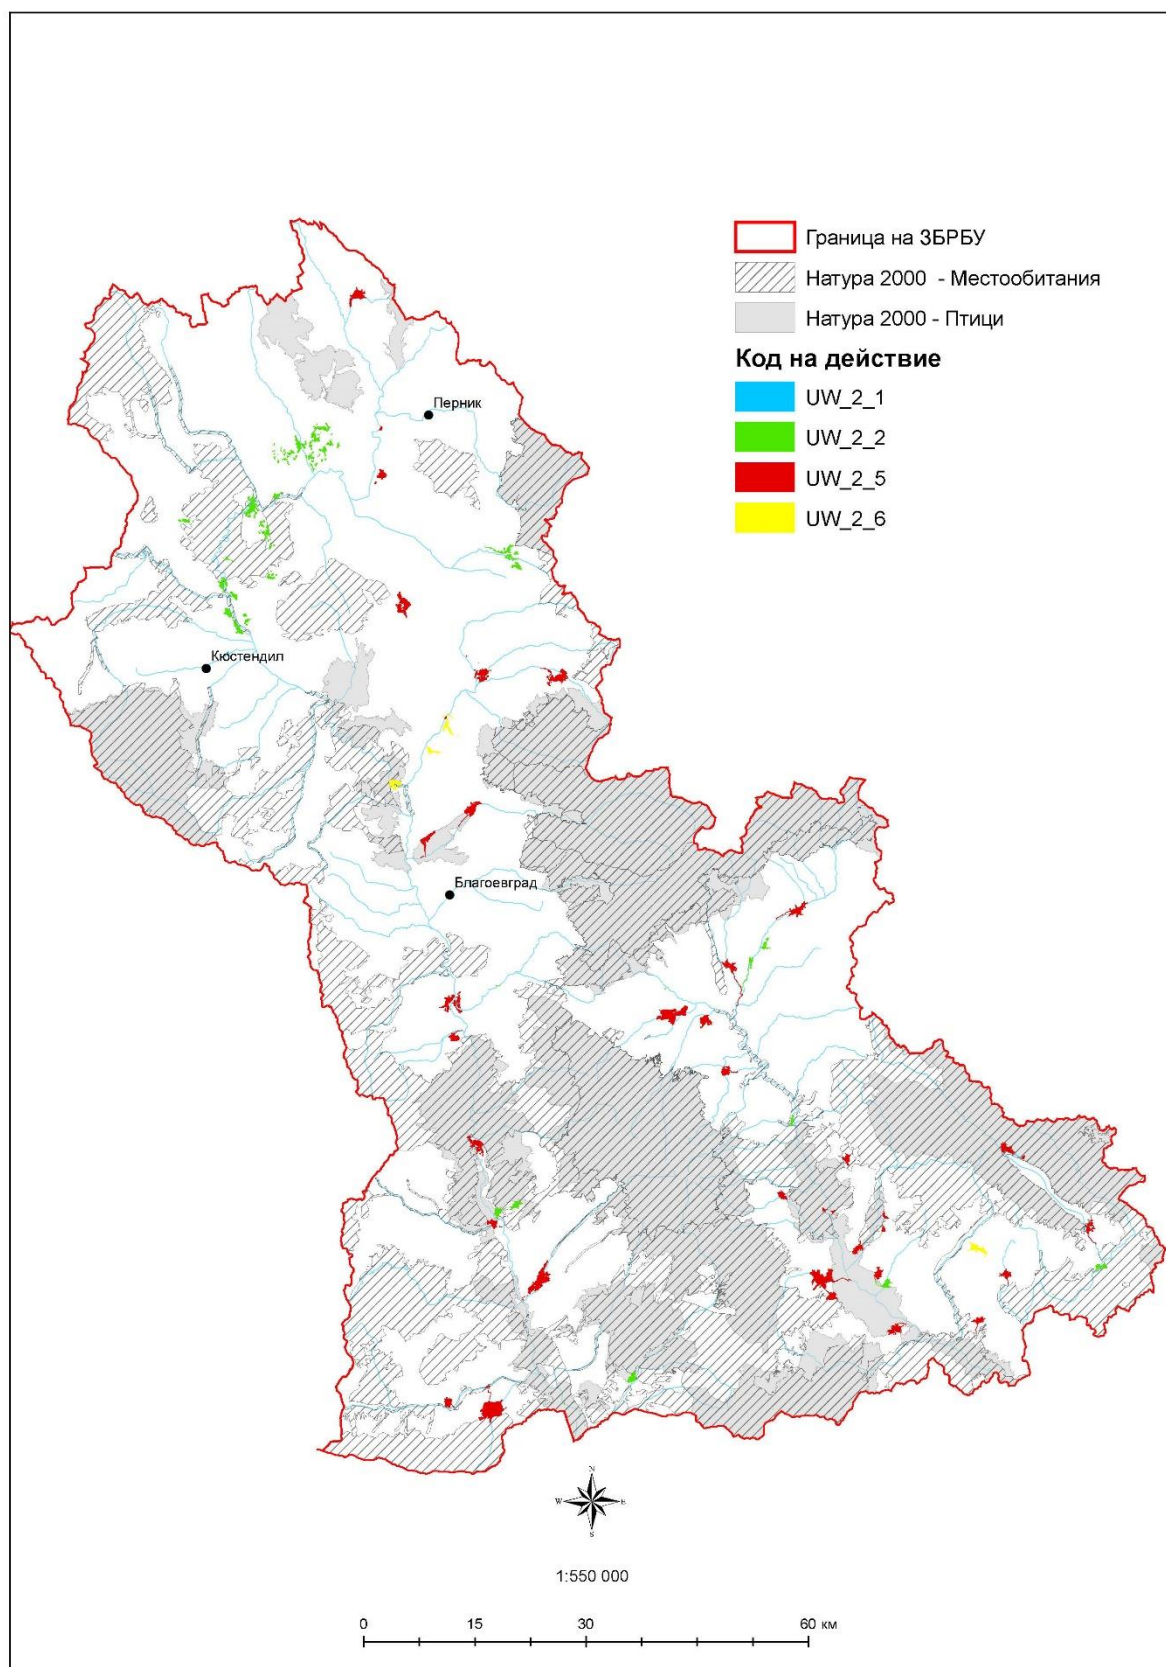 Граница на ЗБРБУ
Натура 2000 - Местообитания
Натура 2000 - Птици
Код на действие
UW_2_1
UW_2_2
UW_2_5
UW_2_6
Перник
Кюстендил
Благоевград
N
W E
S
1:550 000
0 15 30 60 км